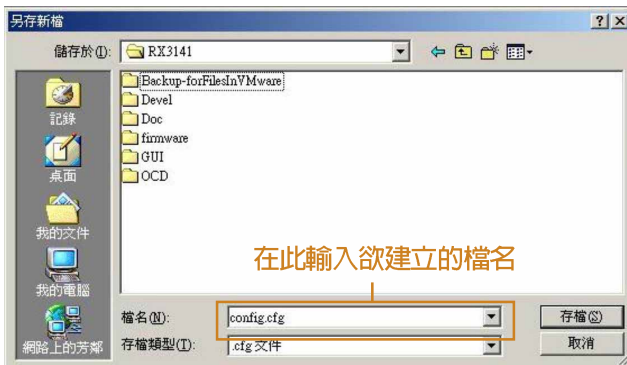 另存新檔
儲存於(I): RX3141
Backup-forFilesInVMware
Devel
Doc
firmware
GUI
OCD
記錄
桌面
我的文件
我的電腦
網路上的芳鄰
在此輸入欲建立的檔名
檔名(N): config.cfg 存檔(S)
存檔類型(T): .cfg 文件 取消